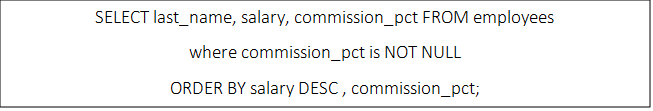 SELECT last_name, salary, commission_pct FROM employees
where commission_pct is NOT NULL
ORDER BY salary DESC , commission_pct;